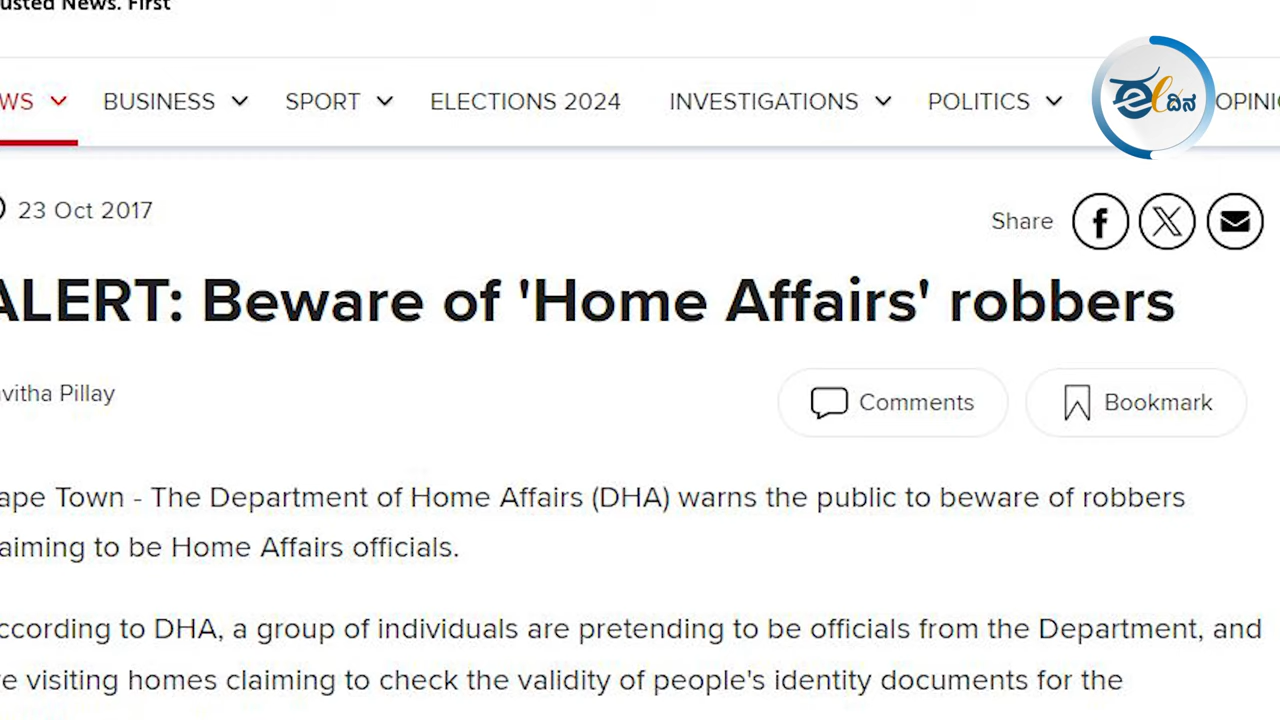 usted News. First
WS BUSINESS SPORT ELECTIONS 2024 INVESTIGATIONS POLITICS OPINI
ಈ ದಿನ
23 Oct 2017
Share
ALERT: Beware of 'Home Affairs' robbers
vitha Pillay
Comments Bookmark
ape Town - The Department of Home Affairs (DHA) warns the public to beware of robbers
aiming to be Home Affairs officials.
ccording to DHA, a group of individuals are pretending to be officials from the Department, and
re visiting homes claiming to check the validity of people's identity documents for the